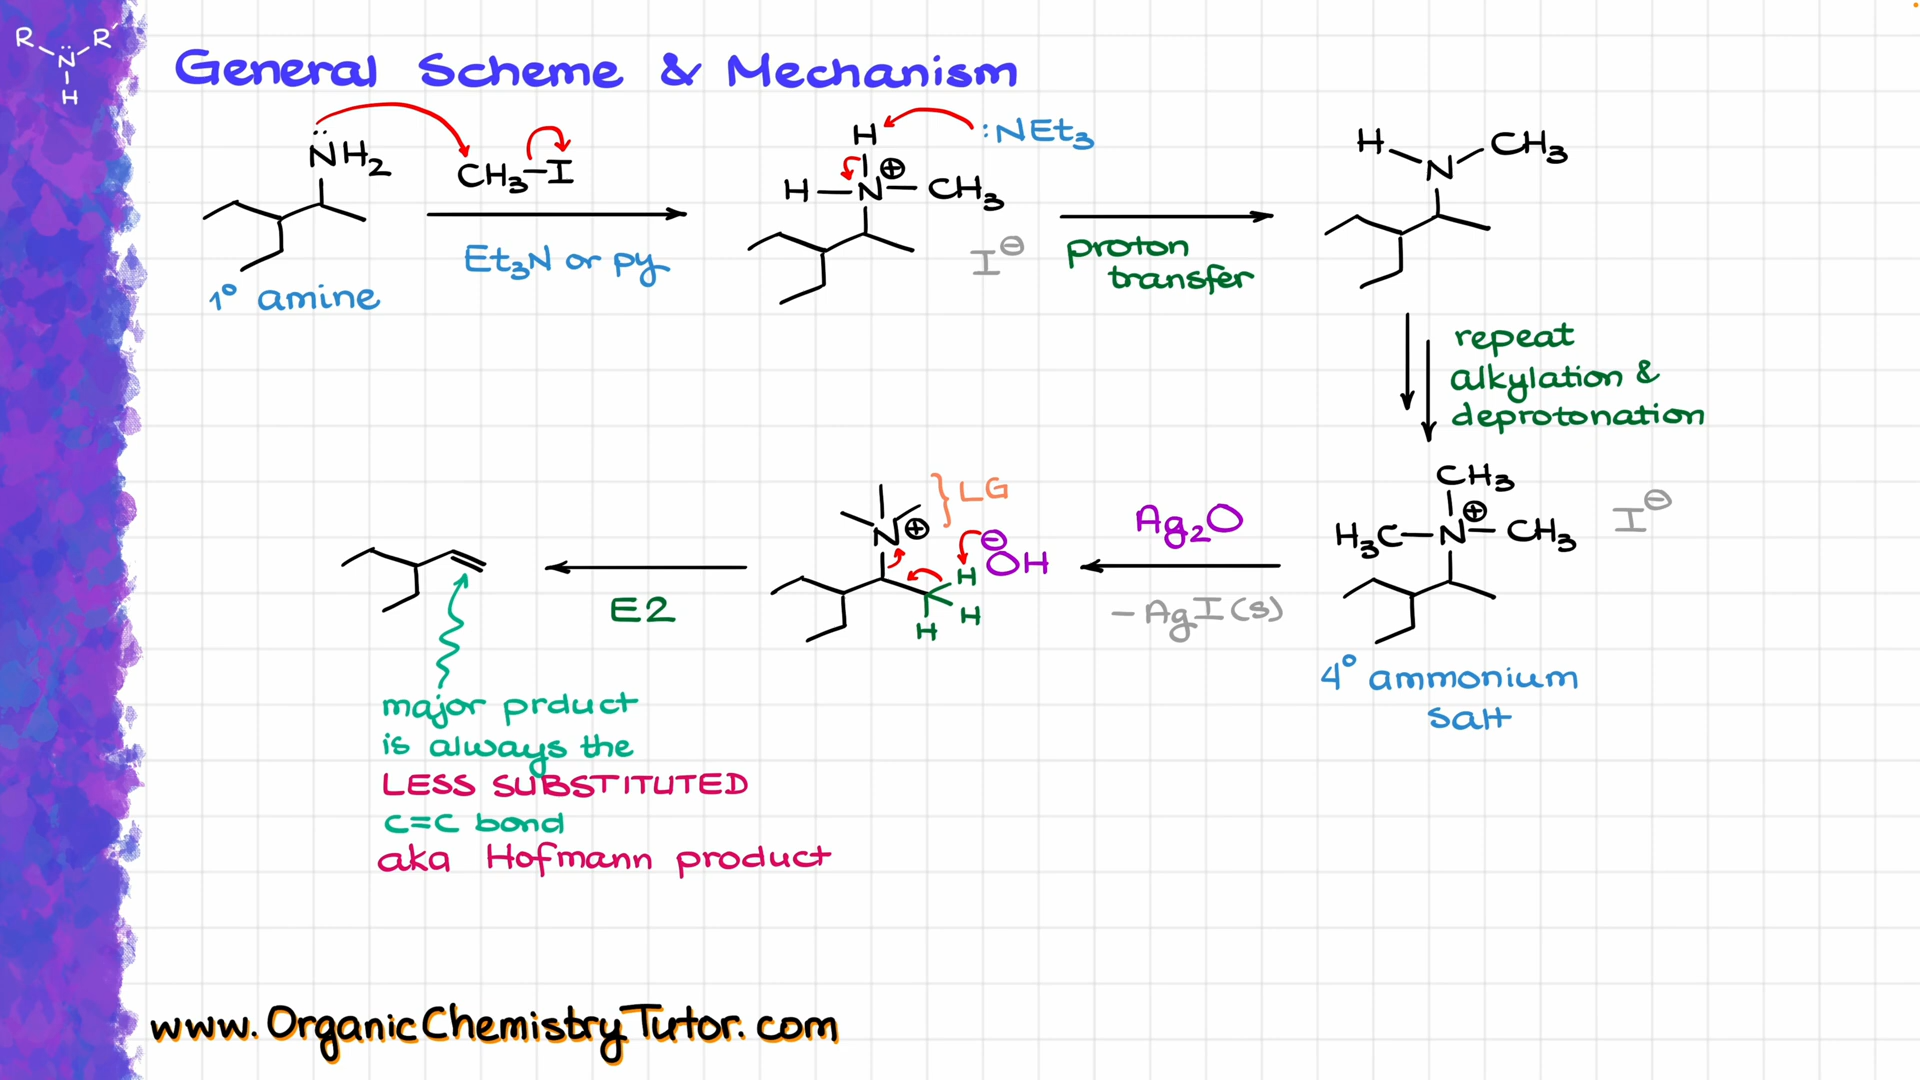 R N R'
H
General Scheme & Mechanism
N̈H₂
CH₃-I
Et₃N or py
1° amine
H
H-N⊕-CH₃
:NEt₃
I⊖
proton
transfer
H N CH₃
repeat
alkylation &
deprotonation
CH₃
H₃C-N⊕-CH₃
I⊖
4° ammonium
salt
Ag₂O
-AgI(s)
N⊕
} LG
⊖OH
H
H
H
E2
major prduct
is always the
LESS SUBSTITUTED
C=C bond
aka Hofmann product
www.OrganicChemistryTutor.com